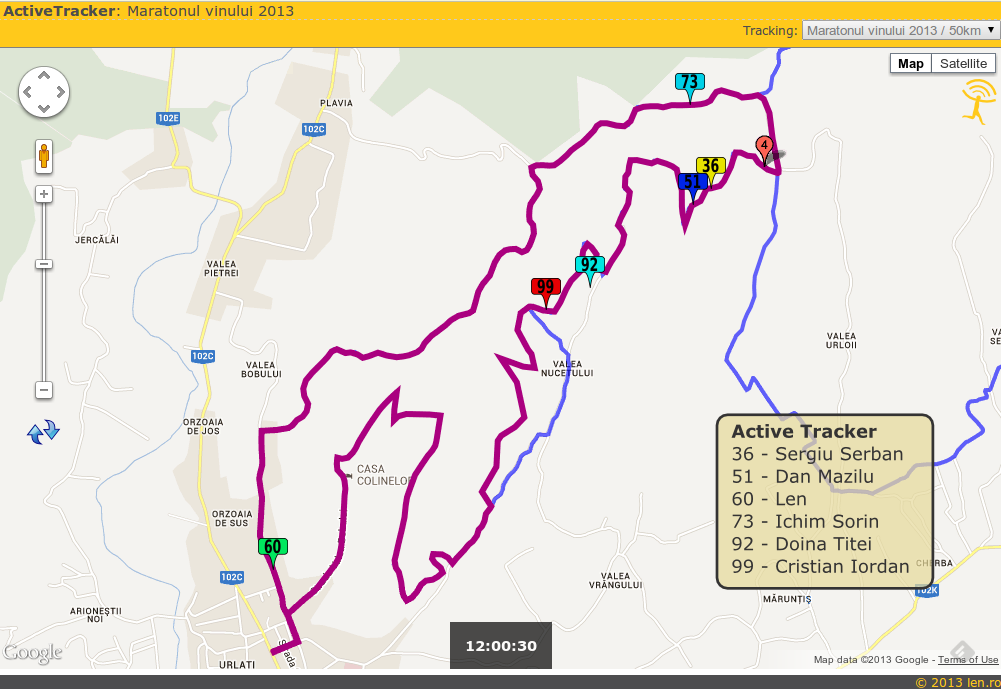 ActiveTracker: Maratonul vinului 2013
Tracking: Maratonul vinului 2013 / 50km
Map Satellite
73
PLAVIA
102E
102C
4
36
51
JERCĂLĂI
VALEA
PIETREI
92
99
VALEA
URLOII
102C
VALEA
BOBULUI
VALEA
NUCETULUI
ORZOAIA
DE JOS
Active Tracker
36 - Sergiu Serban
51 - Dan Mazilu
60 - Len
73 - Ichim Sorin
92 - Doina Titei
99 - Cristian Iordan
CASA
COLINELOR
ORZOAIA
DE SUS
60
102C
VALEA
VRÂNGULUI
CHERBA
102K
MĂRUNȚIȘ
ARIONEȘTII
NOI
12:00:30
Strada
URLATI
Google
Map data ©2013 Google - Terms of Use
© 2013 len.ro